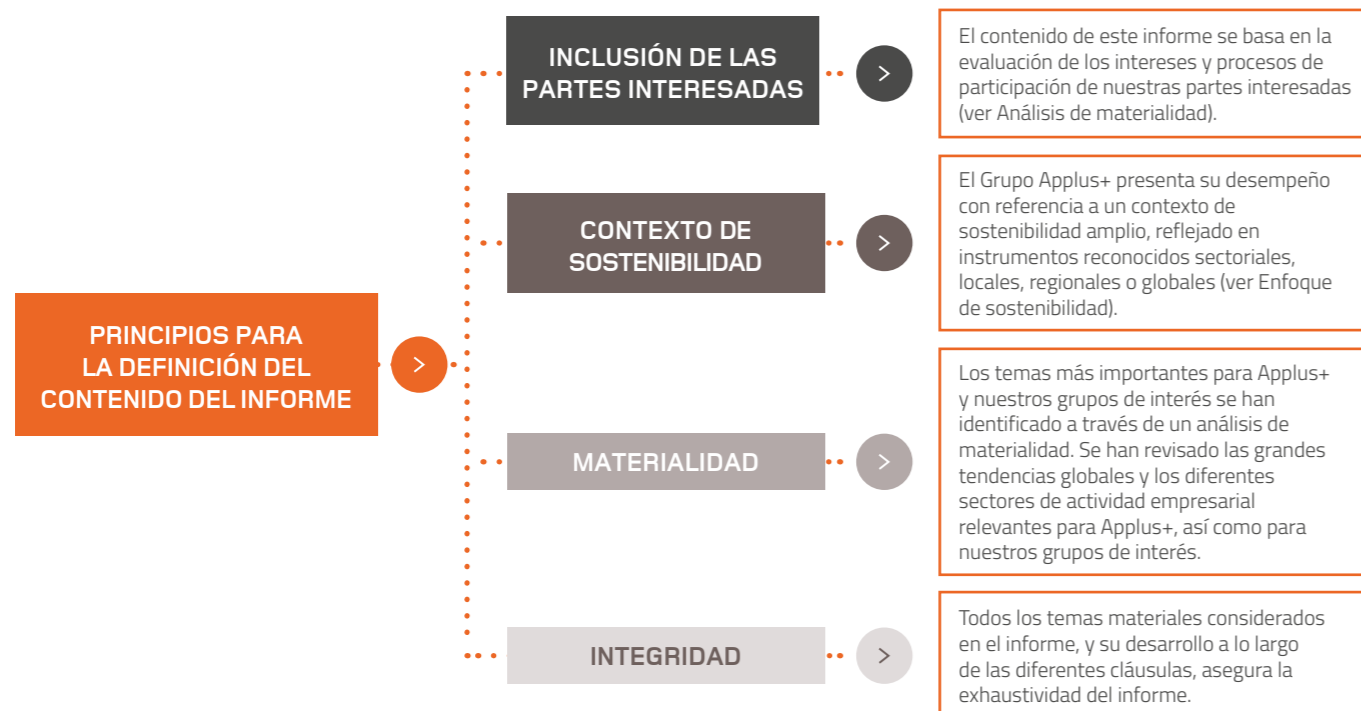 PRINCIPIOS PARA
LA DEFINICIÓN DEL
CONTENIDO DEL INFORME
INCLUSIÓN DE LAS
PARTES INTERESADAS
El contenido de este informe se basa en la
evaluación de los intereses y procesos de
participación de nuestras partes interesadas
(ver Análisis de materialidad).
CONTEXTO DE
SOSTENIBILIDAD
El Grupo Applus+ presenta su desempeño
con referencia a un contexto de
sostenibilidad amplio, reflejado en
instrumentos reconocidos sectoriales,
locales, regionales o globales (ver Enfoque
de sostenibilidad).
MATERIALIDAD
Los temas más importantes para Applus+
y nuestros grupos de interés se han
identificado a través de un análisis de
materialidad. Se han revisado las grandes
tendencias globales y los diferentes
sectores de actividad empresarial
relevantes para Applus+, así como para
nuestros grupos de interés.
INTEGRIDAD
Todos los temas materiales considerados
en el informe, y su desarrollo a lo largo
de las diferentes cláusulas, asegura la
exhaustividad del informe.